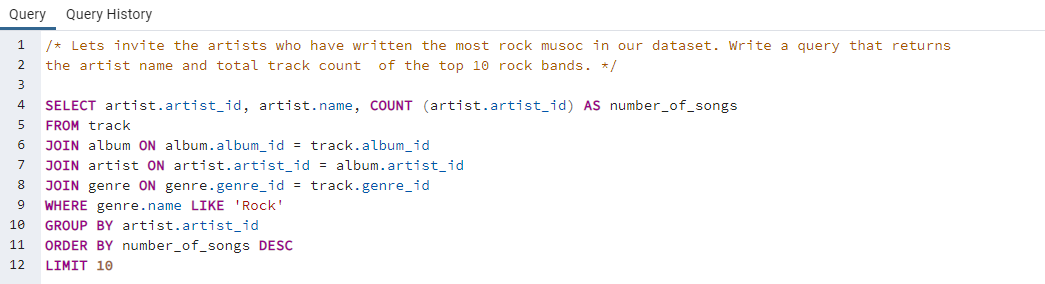 Query Query History
1 /* Lets invite the artists who have written the most rock musoc in our dataset. Write a query that returns
2 the artist name and total track count  of the top 10 rock bands. */
3
4 SELECT artist.artist_id, artist.name, COUNT (artist.artist_id) AS number_of_songs
5 FROM track
6 JOIN album ON album.album_id = track.album_id
7 JOIN artist ON artist.artist_id = album.artist_id
8 JOIN genre ON genre.genre_id = track.genre_id
9 WHERE genre.name LIKE 'Rock'
10 GROUP BY artist.artist_id
11 ORDER BY number_of_songs DESC
12 LIMIT 10